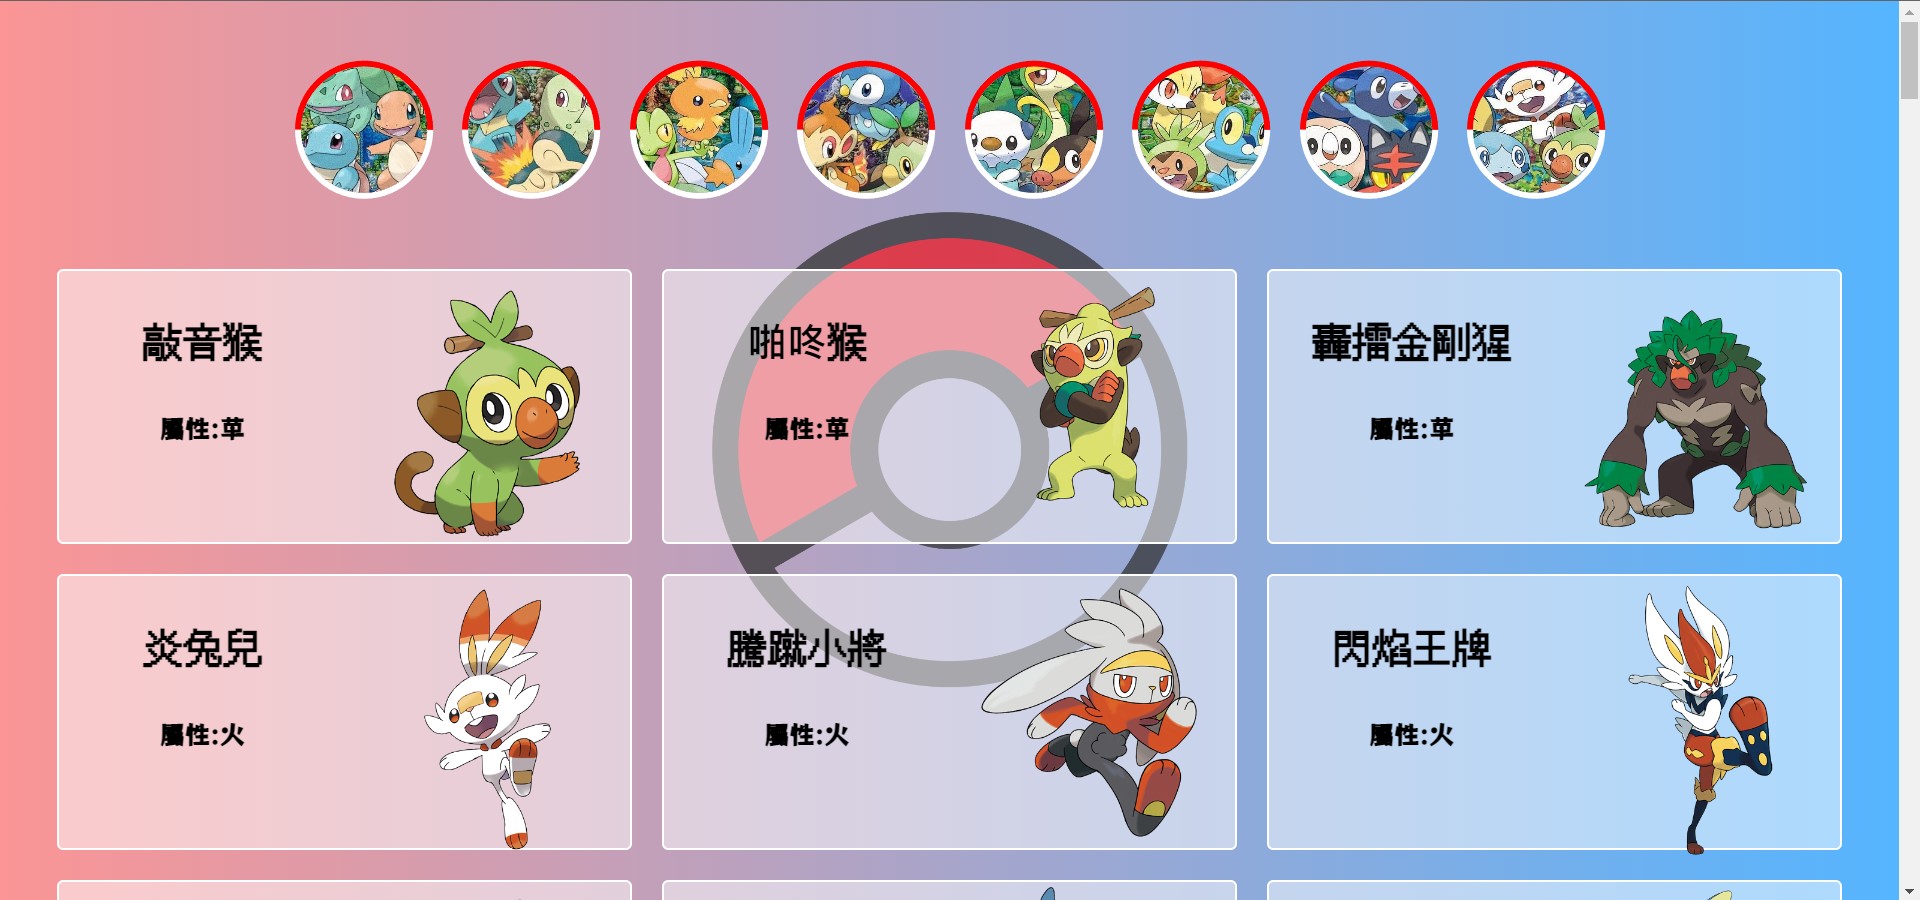 敲音猴
屬性:草
啪咚猴
屬性:草
轟擂金剛猩
屬性:草
炎兔兒
屬性:火
騰蹴小將
屬性:火
閃焰王牌
屬性:火